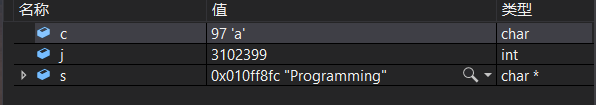 名称 值 类型
c 97 'a' char
j 3102399 int
s 0x010ff8fc "Programming" char *